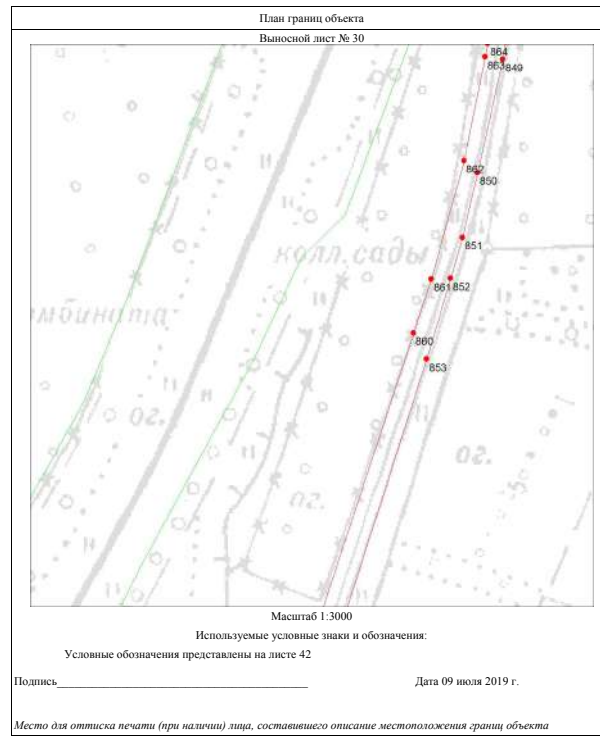 План границ объекта
Выносной лист № 30
864
863 849
862
850
851
колл. сады
861 852
мбината
860
853
ог.
ог.
ог.
Масштаб 1:3000
Используемые условные знаки и обозначения:
Условные обозначения представлены на листе 42
Подпись Дата 09 июля 2019 г.
Место для оттиска печати (при наличии) лица, составившего описание местоположения границ объекта